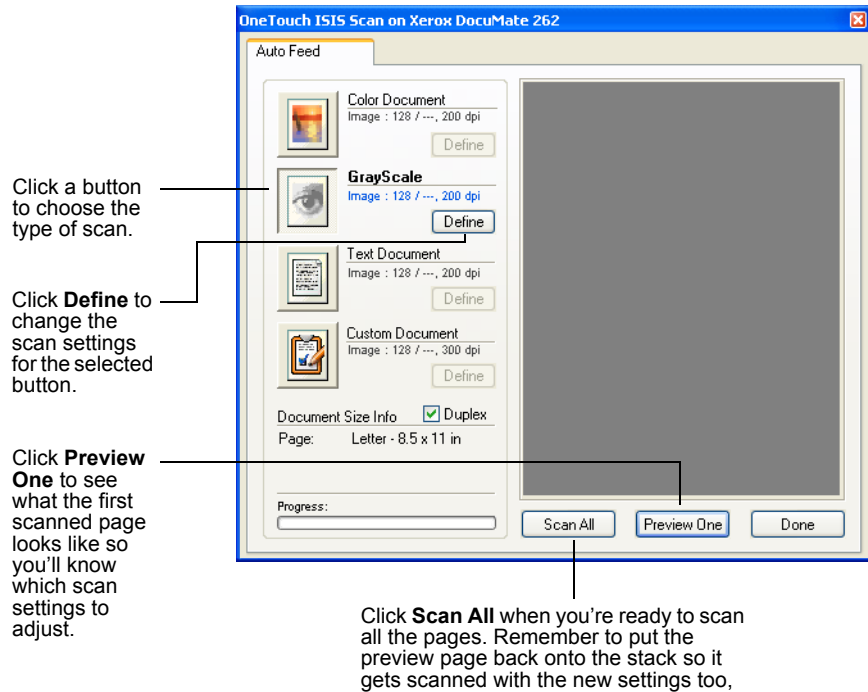 OneTouch ISIS Scan on Xerox DocuMate 262
Auto Feed
Color Document
Image : 128 / ---, 200 dpi
Define
GrayScale
Image : 128 / ---, 200 dpi
Define
Text Document
Image : 128 / ---, 200 dpi
Define
Custom Document
Image : 128 / ---, 300 dpi
Define
Document Size Info Duplex
Page: Letter - 8.5 x 11 in
Progress:
Scan All Preview One Done
Click a button
to choose the
type of scan.
Click Define to
change the
scan settings
for the selected
button.
Click Preview
One to see
what the first
scanned page
looks like so
you'll know
which scan
settings to
adjust.
Click Scan All when you're ready to scan
all the pages. Remember to put the
preview page back onto the stack so it
gets scanned with the new settings too,